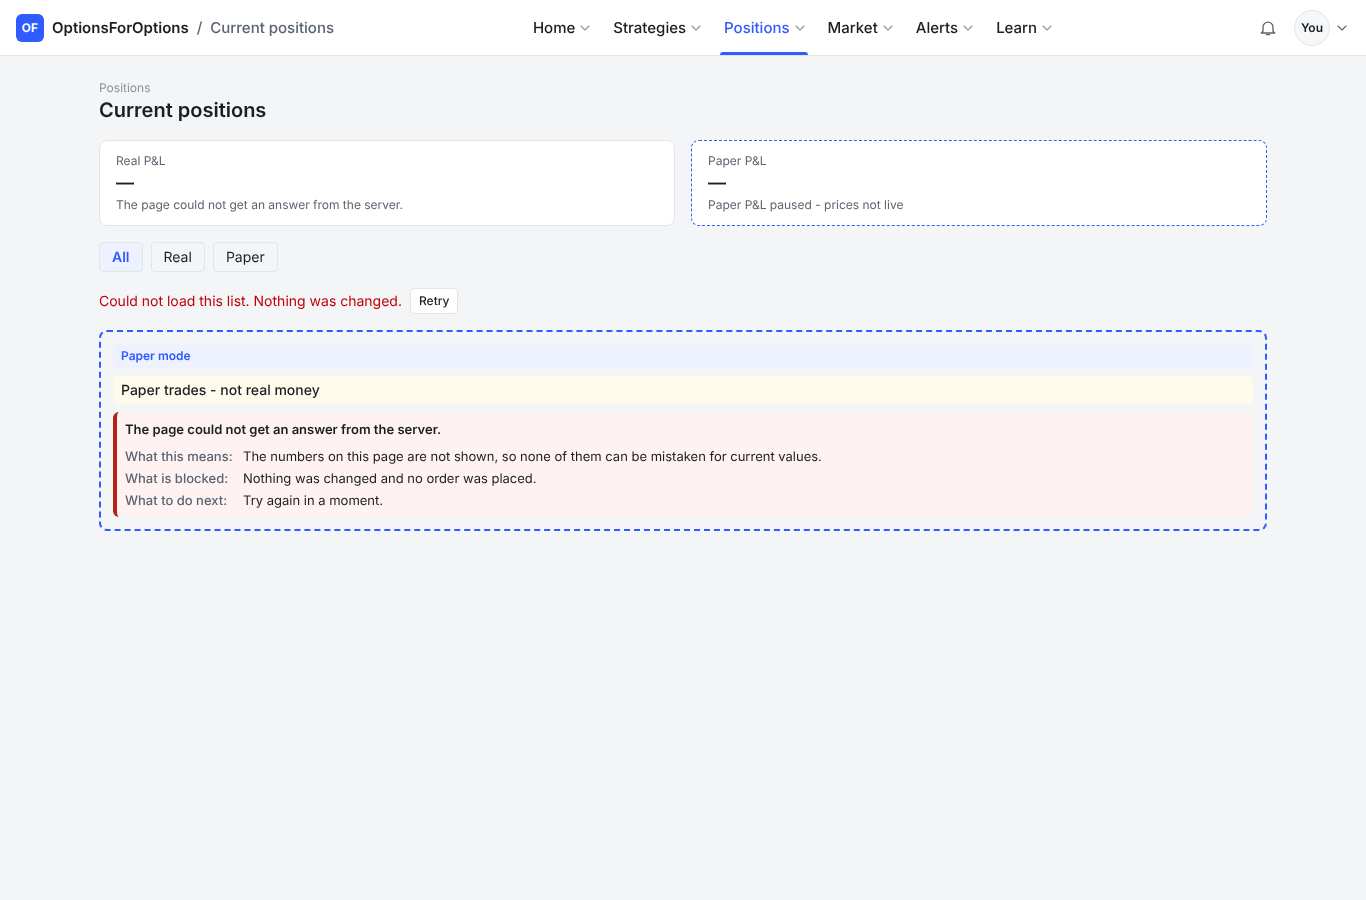 OF OptionsForOptions / Current positions Home Strategies Positions Market Alerts Learn You
Positions
Current positions
Real P&L
—
The page could not get an answer from the server.
Paper P&L
—
Paper P&L paused - prices not live
All Real Paper
Could not load this list. Nothing was changed. Retry
Paper mode
Paper trades - not real money
The page could not get an answer from the server.
What this means: The numbers on this page are not shown, so none of them can be mistaken for current values.
What is blocked: Nothing was changed and no order was placed.
What to do next: Try again in a moment.